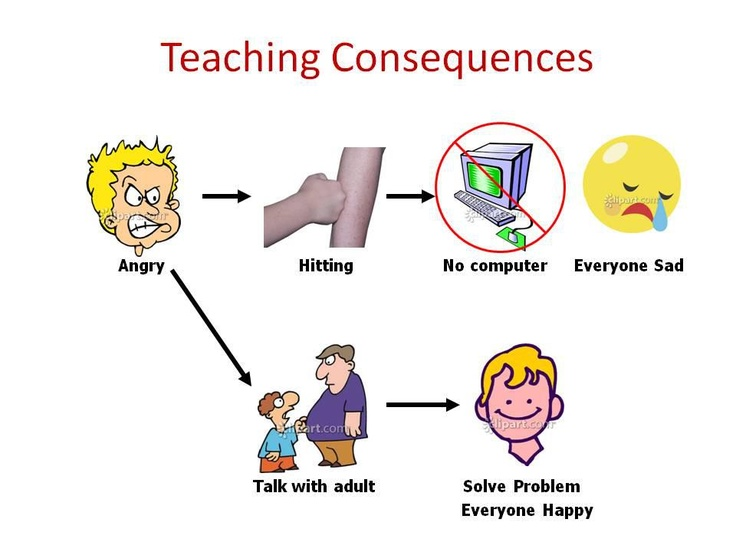 Teaching Consequences
Angry
Hitting
No computer
Everyone Sad
Talk with adult
Solve Problem
Everyone Happy